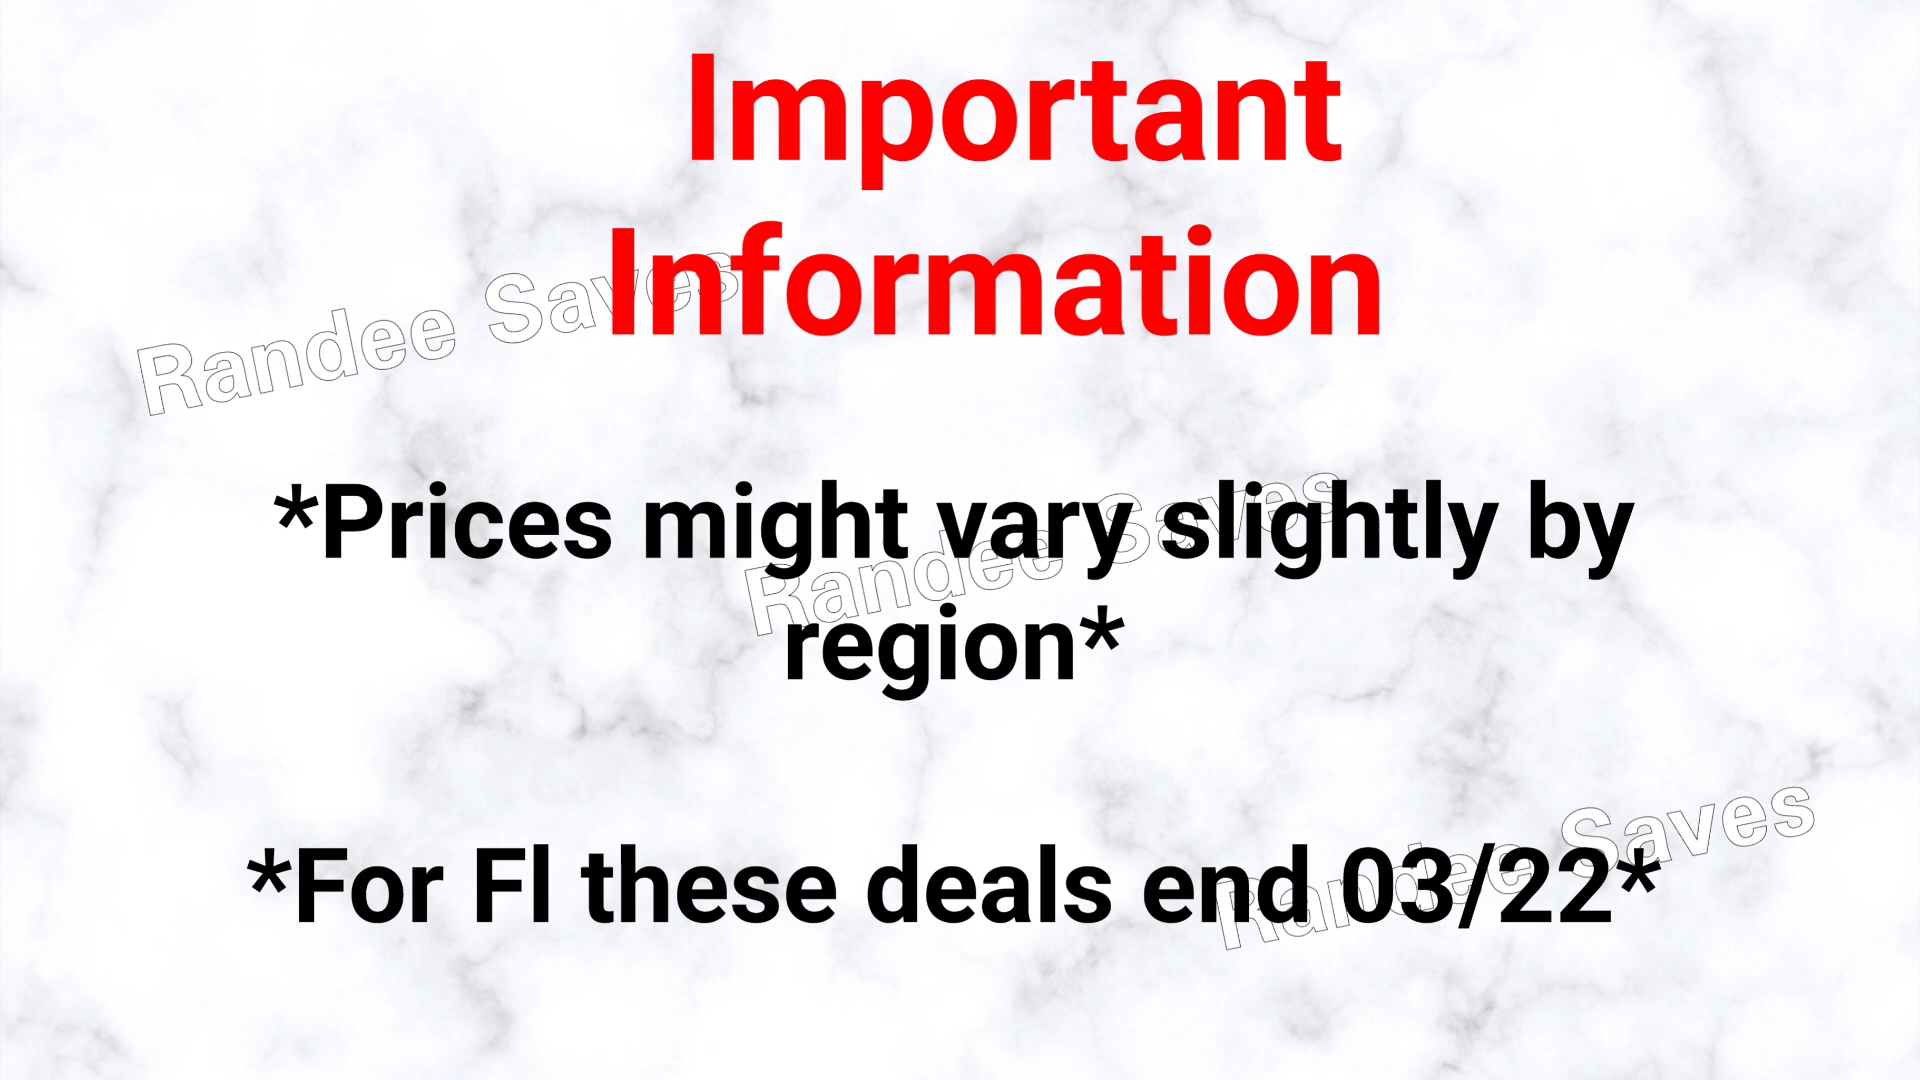 Important
Information
Randee Saves
*Prices might vary slightly by
Randee Saves
region*
Randee Saves
*For Fl these deals end 03/22*